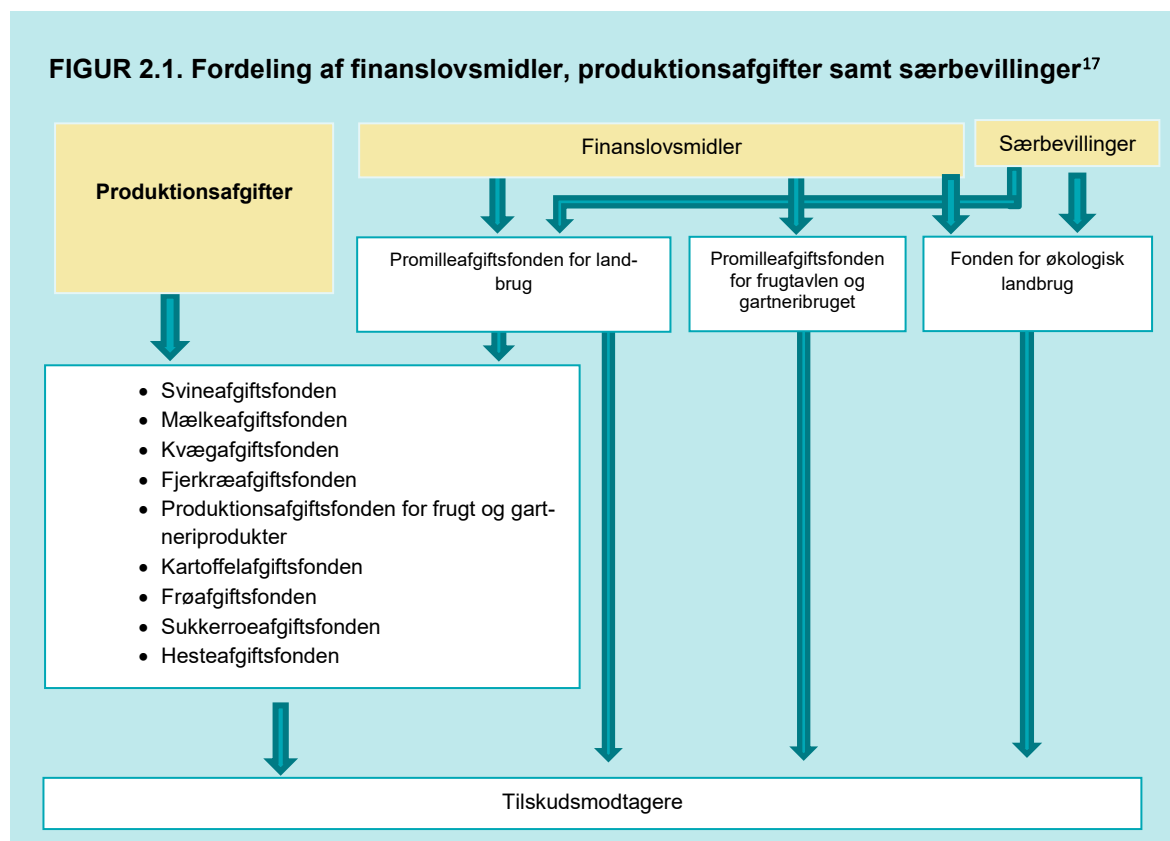 FIGUR 2.1. Fordeling af finanslovsmidler, produktionsafgifter samt særbevillinger17
Produktionsafgifter
Finanslovsmidler
Særbevillinger
Promilleafgiftsfonden for land-
brug
Promilleafgiftsfonden
for frugtavlen og
gartneribruget
Fonden for økologisk
landbrug
• Svineafgiftsfonden
• Mælkeafgiftsfonden
• Kvægafgiftsfonden
• Fjerkræafgiftsfonden
• Produktionsafgiftsfonden for frugt og gart-
neriprodukter
• Kartoffelafgiftsfonden
• Frøafgiftsfonden
• Sukkerroeafgiftsfonden
• Hesteafgiftsfonden
Tilskudsmodtagere